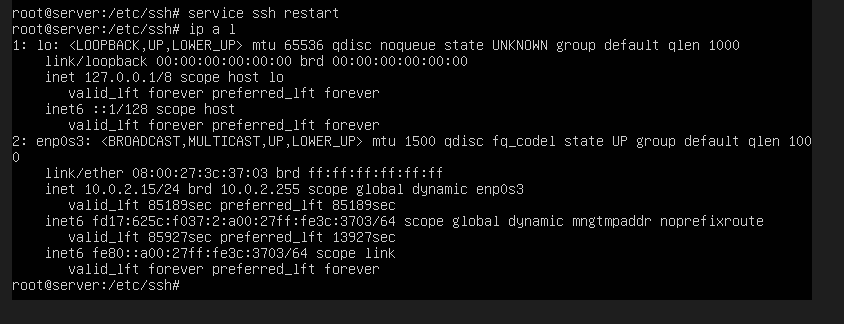 root@server:/etc/ssh# service ssh restart
root@server:/etc/ssh# ip a l
1: lo: <LOOPBACK,UP,LOWER_UP> mtu 65536 qdisc noqueue state UNKNOWN group default qlen 1000
    link/loopback 00:00:00:00:00:00 brd 00:00:00:00:00:00
    inet 127.0.0.1/8 scope host lo
       valid_lft forever preferred_lft forever
    inet6 ::1/128 scope host
       valid_lft forever preferred_lft forever
2: enp0s3: <BROADCAST,MULTICAST,UP,LOWER_UP> mtu 1500 qdisc fq_codel state UP group default qlen 100
0
    link/ether 08:00:27:3c:37:03 brd ff:ff:ff:ff:ff:ff
    inet 10.0.2.15/24 brd 10.0.2.255 scope global dynamic enp0s3
       valid_lft 85189sec preferred_lft 85189sec
    inet6 fd17:625c:f037:2:a00:27ff:fe3c:3703/64 scope global dynamic mngtmpaddr noprefixroute
       valid_lft 85927sec preferred_lft 13927sec
    inet6 fe80::a00:27ff:fe3c:3703/64 scope link
       valid_lft forever preferred_lft forever
root@server:/etc/ssh#